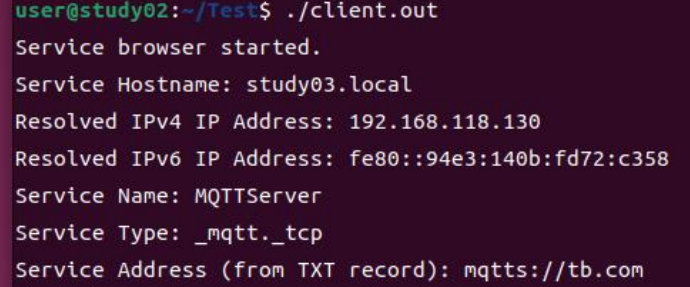 user@study02:~/Test$ ./client.out
Service browser started.
Service Hostname: study03.local
Resolved IPv4 IP Address: 192.168.118.130
Resolved IPv6 IP Address: fe80::94e3:140b:fd72:c358
Service Name: MQTTServer
Service Type: _mqtt._tcp
Service Address (from TXT record): mqtts://tb.com